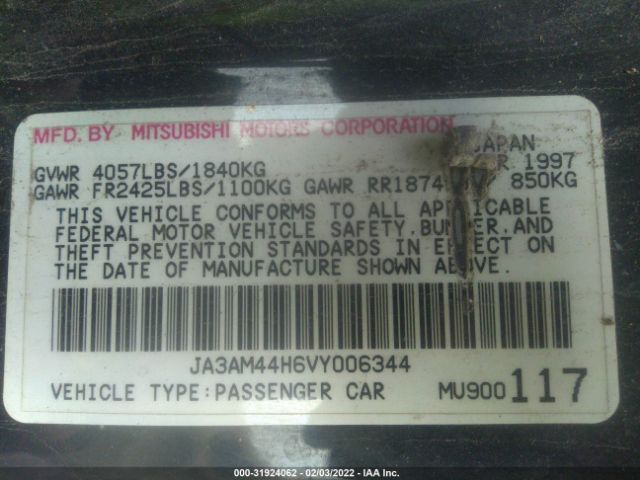 MFD. BY MITSUBISHI MOTORS CORPORATION JAPAN
GVWR 4057LBS/1840KG 1997
GAWR FR2425LBS/1100KG GAWR RR1874 850KG
THIS VEHICLE CONFORMS TO ALL APPLICABLE
FEDERAL MOTOR VEHICLE SAFETY,BUMPER,AND
THEFT PREVENTION STANDARDS IN EFFECT ON
THE DATE OF MANUFACTURE SHOWN ABOVE.
JA3AM44H6VY006344
VEHICLE TYPE:PASSENGER CAR MU900117
000-31924062 - 02/03/2022 - IAA Inc.